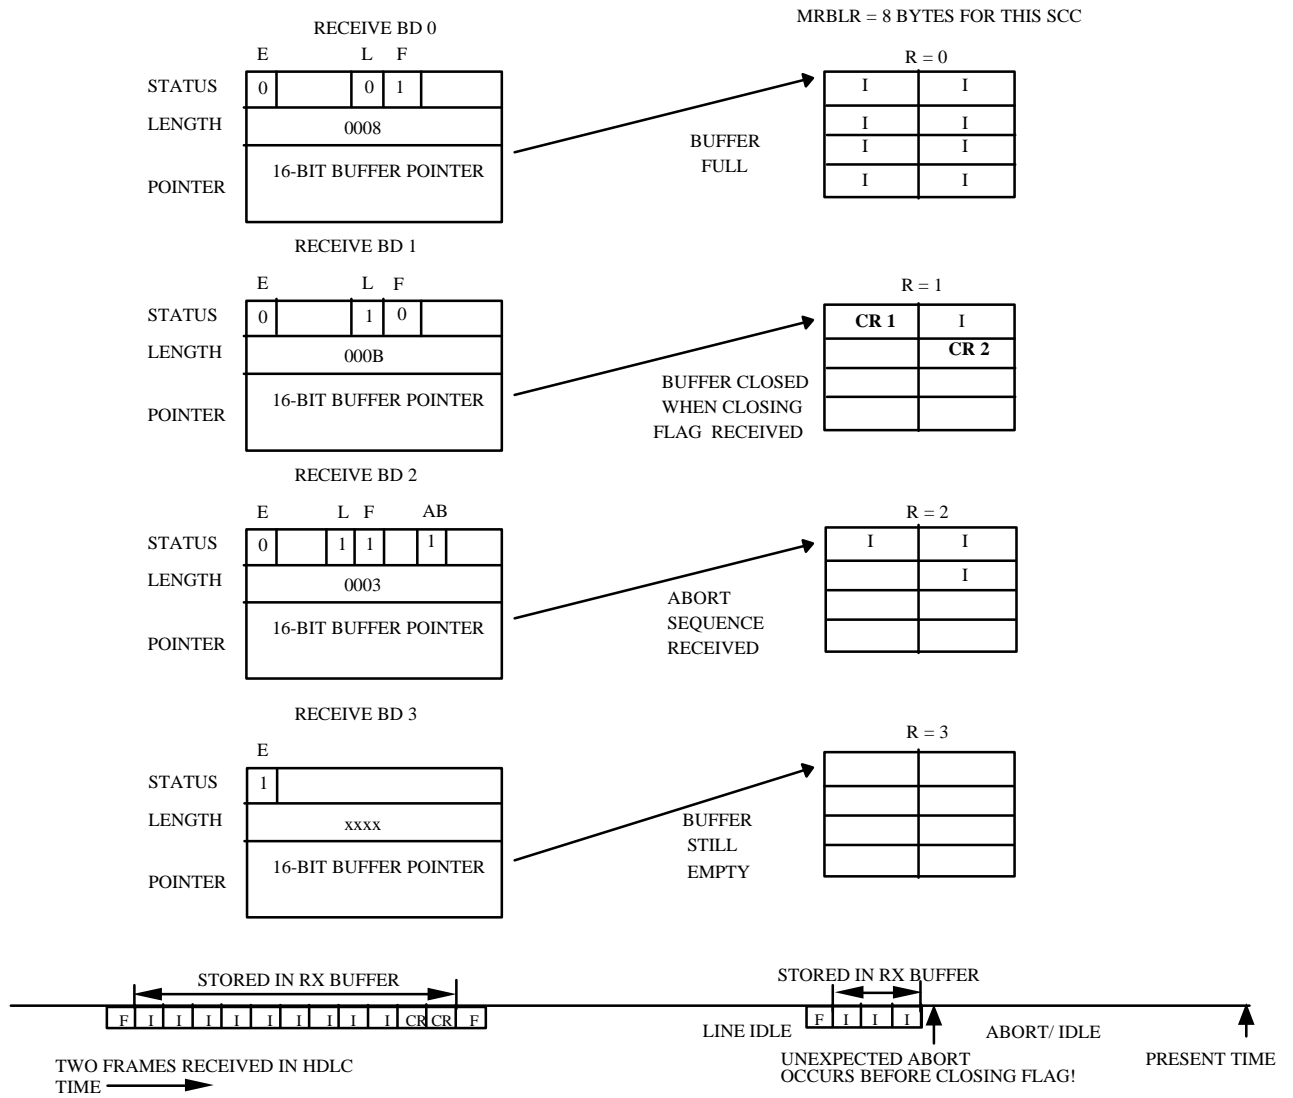 MRBLR = 8 BYTES FOR THIS SCC
RECEIVE BD 0
E L F
R = 0
STATUS 0 0 1
I I
LENGTH 0008
I I
BUFFER
FULL
I I
16-BIT BUFFER POINTER
POINTER
I I
RECEIVE BD 1
E L F
R = 1
STATUS 0 1 0
CR 1 I
LENGTH 000B
CR 2
16-BIT BUFFER POINTER
POINTER
BUFFER CLOSED
WHEN CLOSING
FLAG RECEIVED
RECEIVE BD 2
E L F AB
R = 2
STATUS 0 1 1 1
I I
LENGTH 0003
I
16-BIT BUFFER POINTER
POINTER
ABORT
SEQUENCE
RECEIVED
RECEIVE BD 3
E
R = 3
STATUS 1
LENGTH xxxx
16-BIT BUFFER POINTER
POINTER
BUFFER
STILL
EMPTY
STORED IN RX BUFFER
STORED IN RX BUFFER
F I I I I I I I I I CR CR F
LINE IDLE
F I I I
ABORT/ IDLE
UNEXPECTED ABORT
OCCURS BEFORE CLOSING FLAG!
PRESENT TIME
TWO FRAMES RECEIVED IN HDLC
TIME